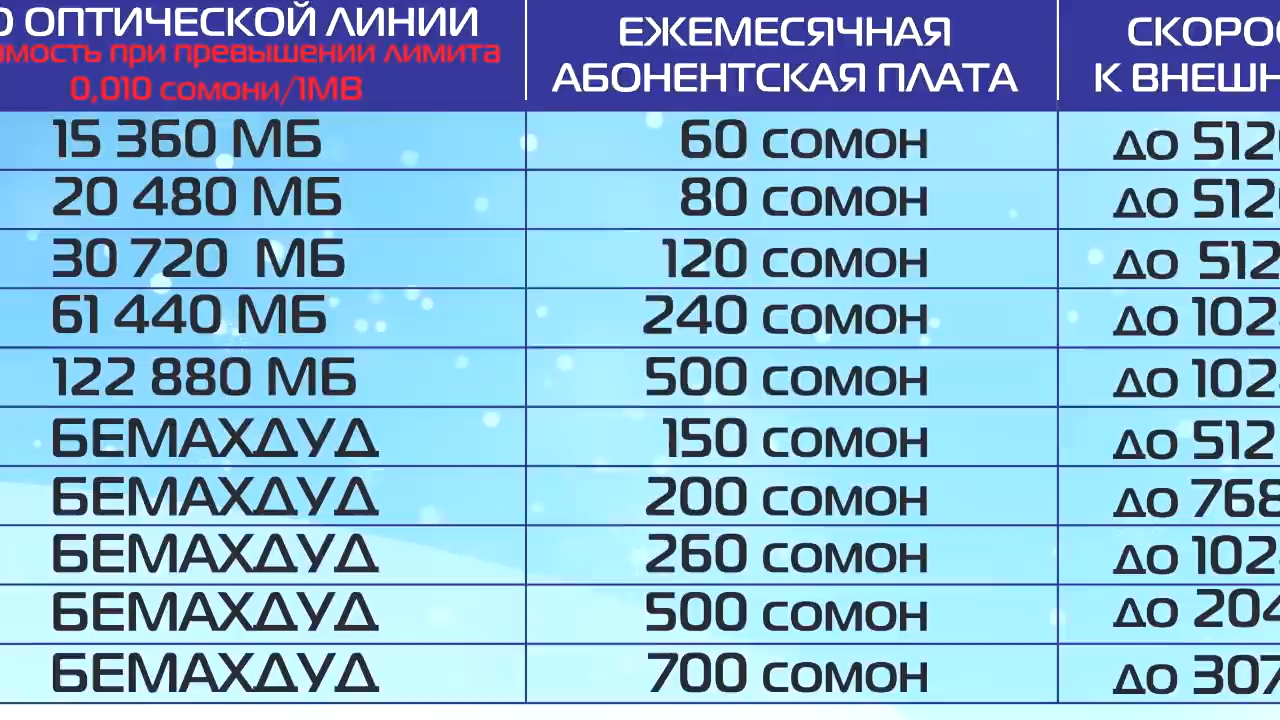 О ОПТИЧЕСКОЙ ЛИНИИ
при превышении лимита
0,010 сомони/1МВ
ЕЖЕМЕСЯЧНАЯ
АБОНЕНТСКАЯ ПЛАТА
СКОРОС
К ВНЕШН
15 360 МБ 60 СОМОН ДО 512
20 480 МБ 80 СОМОН ДО 512
30 720 МБ 120 СОМОН ДО 512
61 440 МБ 240 СОМОН ДО 102
122 880 МБ 500 СОМОН ДО 102
БЕМАХДУД 150 СОМОН ДО 512
БЕМАХДУД 200 СОМОН ДО 768
БЕМАХДУД 260 СОМОН ДО 102
БЕМАХДУД 500 СОМОН ДО 204
БЕМАХДУД 700 СОМОН ДО 307